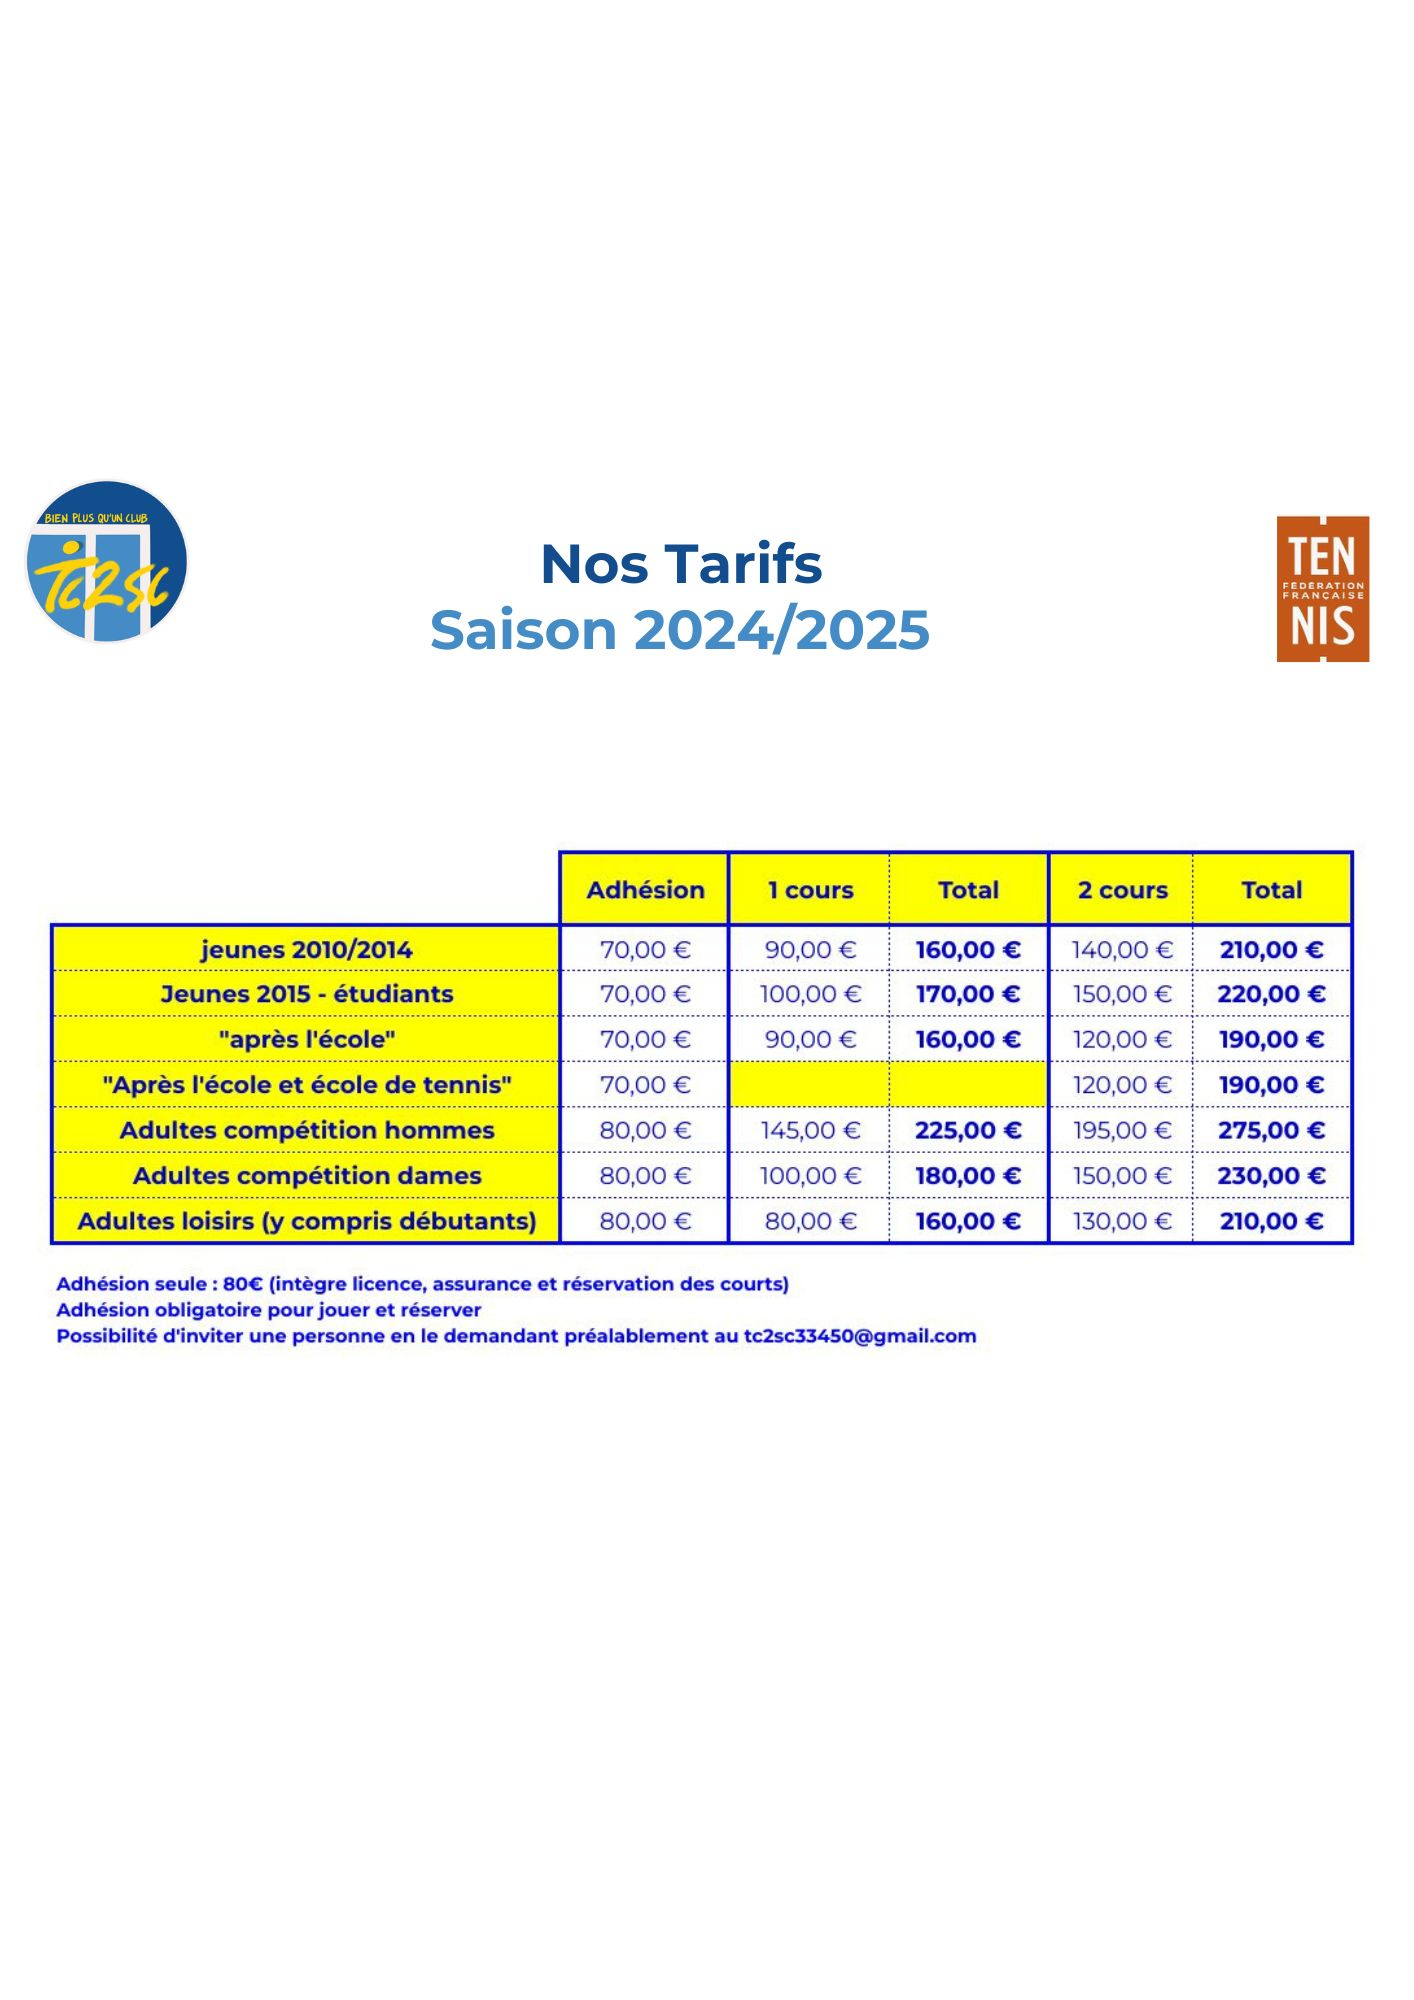 BIEN PLUS QU'UN CLUB
Tc2sc
Nos Tarifs
Saison 2024/2025
TEN
FÉDÉRATION
FRANÇAISE
NIS
Adhésion 1 cours Total 2 cours Total
jeunes 2010/2014 70,00 € 90,00 € 160,00 € 140,00 € 210,00 €
Jeunes 2015 - étudiants 70,00 € 100,00 € 170,00 € 150,00 € 220,00 €
"après l'école" 70,00 € 90,00 € 160,00 € 120,00 € 190,00 €
"Après l'école et école de tennis" 70,00 € 120,00 € 190,00 €
Adultes compétition hommes 80,00 € 145,00 € 225,00 € 195,00 € 275,00 €
Adultes compétition dames 80,00 € 100,00 € 180,00 € 150,00 € 230,00 €
Adultes loisirs (y compris débutants) 80,00 € 80,00 € 160,00 € 130,00 € 210,00 €
Adhésion seule : 80€ (intègre licence, assurance et réservation des courts)
Adhésion obligatoire pour jouer et réserver
Possibilité d'inviter une personne en le demandant préalablement au tc2sc33450@gmail.com